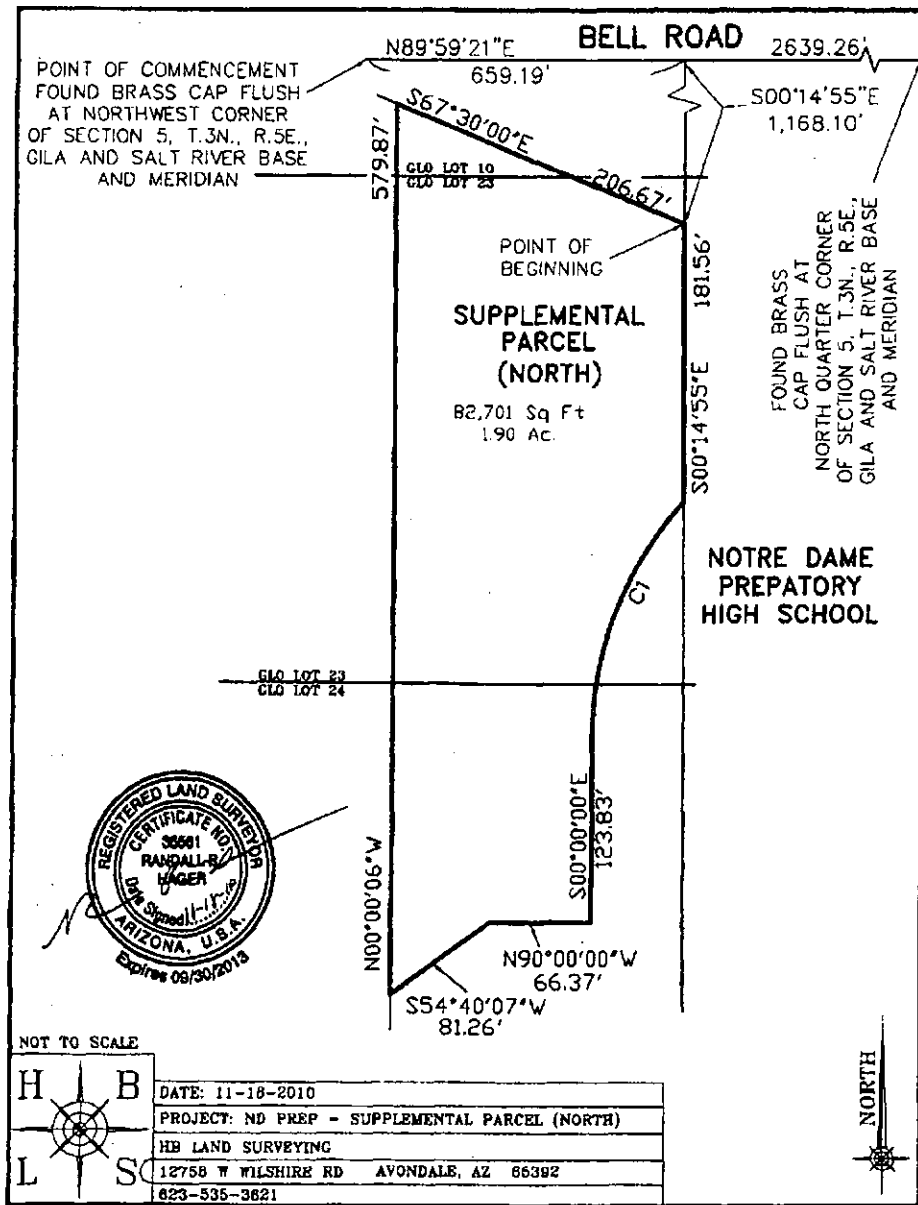 BELL ROAD
N89°59'21"E
659.19'
2639.26'
POINT OF COMMENCEMENT
FOUND BRASS CAP FLUSH
AT NORTHWEST CORNER
OF SECTION 5, T.3N., R.5E.,
GILA AND SALT RIVER BASE
AND MERIDIAN
S00°14'55"E
1,168.10'
S67°30'00"E
206.67'
579.87'
GLO LOT 10
GLO LOT 23
POINT OF
BEGINNING
181.56'
S00°14'55"E
SUPPLEMENTAL
PARCEL
(NORTH)
82,701 Sq Ft
1.90 Ac.
FOUND BRASS
CAP FLUSH AT
NORTH QUARTER CORNER
OF SECTION 5, T.3N., R.5E.,
GILA AND SALT RIVER BASE
AND MERIDIAN
NOTRE DAME
PREPATORY
HIGH SCHOOL
C1
GLO LOT 23
GLO LOT 24
S00°00'00"E
123.83'
N00°00'06"W
N90°00'00"W
66.37'
S54°40'07"W
81.26'
REGISTERED LAND SURVEYOR
CERTIFICATE NO.
36561
RANDALL R.
HAGER
Date Signed
ARIZONA, U.S.A.
Expires 09/30/2013
NOT TO SCALE
H B
L S
DATE: 11-18-2010
PROJECT: ND PREP - SUPPLEMENTAL PARCEL (NORTH)
HB LAND SURVEYING
12758 W WILSHIRE RD AVONDALE, AZ 85392
623-535-3621
NORTH